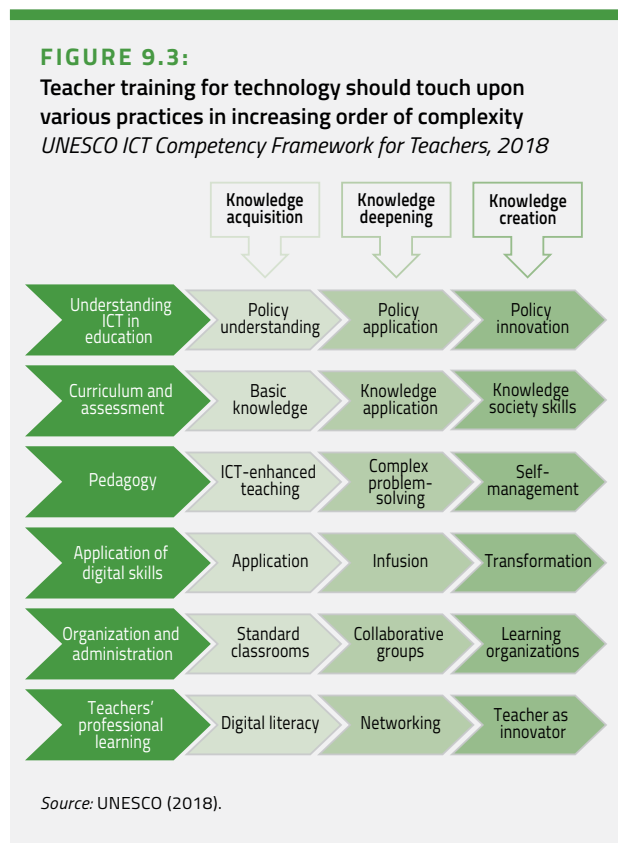 FIGURE 9.3:
Teacher training for technology should touch upon
various practices in increasing order of complexity
UNESCO ICT Competency Framework for Teachers, 2018
Knowledge
acquisition
Knowledge
deepening
Knowledge
creation
Understanding
ICT in
education
Policy
understanding
Policy
application
Policy
innovation
Curriculum and
assessment
Basic
knowledge
Knowledge
application
Knowledge
society skills
Pedagogy
ICT-enhanced
teaching
Complex
problem-
solving
Self-
management
Application of
digital skills
Application
Infusion
Transformation
Organization and
administration
Standard
classrooms
Collaborative
groups
Learning
organizations
Teachers’
professional
learning
Digital literacy
Networking
Teacher as
innovator
Source: UNESCO (2018).